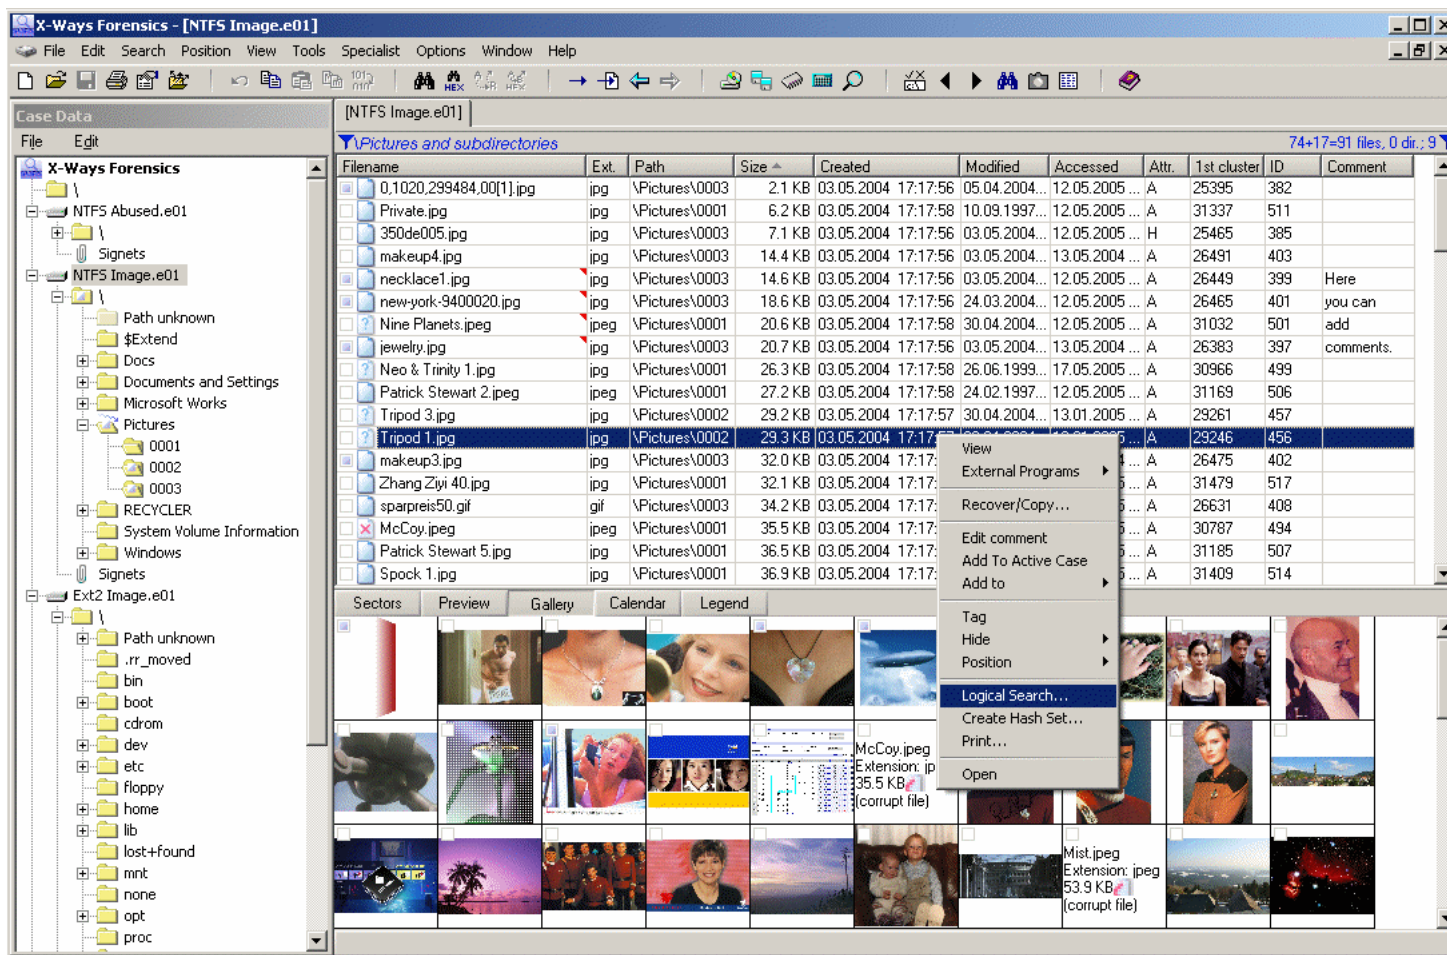 X-Ways Forensics - [NTFS Image.e01]
File Edit Search Position View Tools Specialist Options Window Help
Case Data
File Edit
X-Ways Forensics
\
NTFS Abused.e01
\
Signets
NTFS Image.e01
\
Path unknown
$Extend
Docs
Documents and Settings
Microsoft Works
Pictures
0001
0002
0003
RECYCLER
System Volume Information
Windows
Signets
Ext2 Image.e01
\
Path unknown
.rr_moved
bin
boot
cdrom
dev
etc
floppy
home
lib
lost+found
mnt
none
opt
proc
[NTFS Image.e01]
\Pictures and subdirectories 74+17=91 files, 0 dir.; 9
Filename Ext. Path Size Created Modified Accessed Attr. 1st cluster ID Comment
0,1020,299484,00[1].jpg jpg \Pictures\0003 2.1 KB 03.05.2004 17:17:56 05.04.2004... 12.05.2005 ... A 25395 382
Private.jpg jpg \Pictures\0001 6.2 KB 03.05.2004 17:17:58 10.09.1997... 12.05.2005 ... A 31337 511
350de005.jpg jpg \Pictures\0003 7.1 KB 03.05.2004 17:17:56 03.05.2004... 12.05.2005 ... H 25465 385
makeup4.jpg jpg \Pictures\0003 14.4 KB 03.05.2004 17:17:56 03.05.2004... 13.05.2004 ... A 26491 403
necklace1.jpg jpg \Pictures\0003 14.6 KB 03.05.2004 17:17:56 03.05.2004... 12.05.2005 ... A 26449 399 Here
new-york-9400020.jpg jpg \Pictures\0003 18.6 KB 03.05.2004 17:17:56 24.03.2004... 12.05.2005 ... A 26465 401 you can
Nine Planets.jpeg jpeg \Pictures\0001 20.6 KB 03.05.2004 17:17:58 30.04.2004... 12.05.2005 ... A 31032 501 add
jewelry.jpg jpg \Pictures\0003 20.7 KB 03.05.2004 17:17:56 03.05.2004... 13.05.2004 ... A 26383 397 comments.
Neo & Trinity 1.jpg jpg \Pictures\0001 26.3 KB 03.05.2004 17:17:58 26.06.1999... 17.05.2005 ... A 30966 499
Patrick Stewart 2.jpeg jpeg \Pictures\0001 27.2 KB 03.05.2004 17:17:58 24.02.1997... 12.05.2005 ... A 31169 506
Tripod 3.jpg jpg \Pictures\0002 29.2 KB 03.05.2004 17:17:57 30.04.2004... 13.01.2005 ... A 29261 457
Tripod 1.jpg jpg \Pictures\0002 29.3 KB 03.05.2004 ... A 29246 456
makeup3.jpg jpg \Pictures\0003 32.0 KB 03.05.2004 17:17: ... A 26475 402
Zhang Ziyi 40.jpg jpg \Pictures\0001 32.1 KB 03.05.2004 17:17: ... A 31479 517
sparpreis50.gif gif \Pictures\0003 34.2 KB 03.05.2004 17:17: ... A 26631 408
McCoy.jpeg jpeg \Pictures\0001 35.5 KB 03.05.2004 17:17: ... A 30787 494
Patrick Stewart 5.jpg jpg \Pictures\0001 36.5 KB 03.05.2004 17:17: ... A 31185 507
Spock 1.jpg jpg \Pictures\0001 36.9 KB 03.05.2004 17:17: ... A 31409 514
View
External Programs
Recover/Copy...
Edit comment
Add To Active Case
Add to
Tag
Hide
Position
Logical Search...
Create Hash Set...
Print...
Open
Sectors Preview Gallery Calendar Legend
McCoy.jpeg
Extension: jp
35.5 KB
(corrupt file)
Mist.jpeg
Extension: jpeg
53.9 KB
(corrupt file)